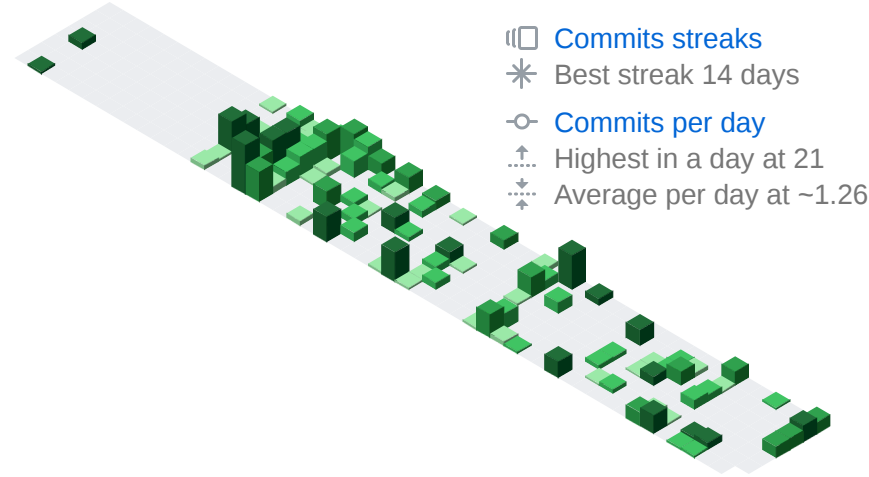 Commits streaks
Best streak 14 days
Commits per day
Highest in a day at 21
Average per day at ~1.26